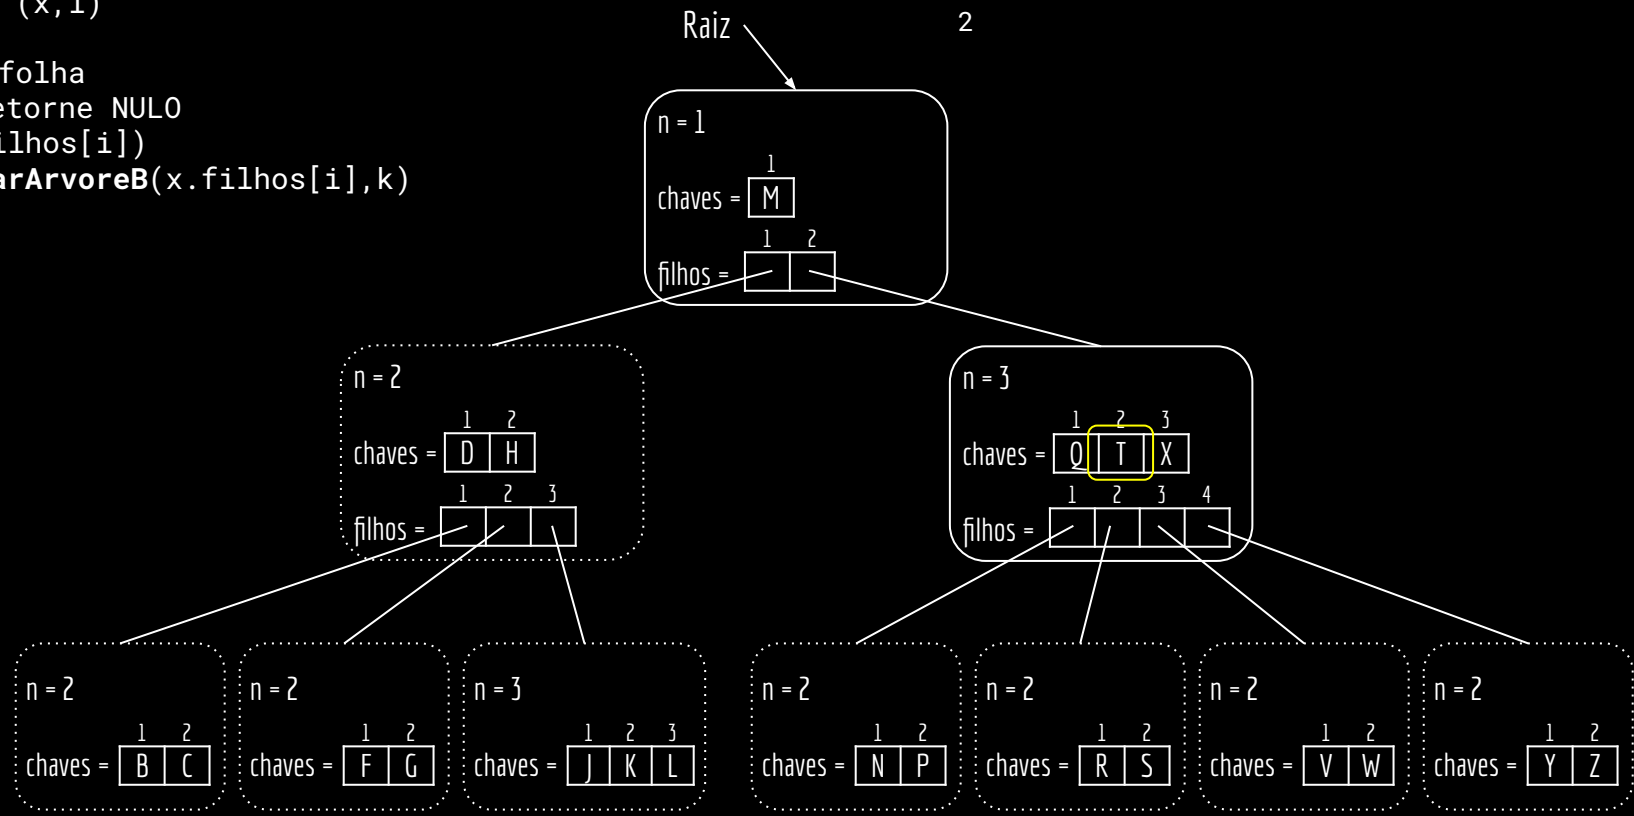 (x,1)
folha
etorne NULO
ilhos[i])
arArvoreB(x.filhos[i],k)
Raiz
2
n = 1
1
chaves = M
1 2
filhos =
n = 2
1 2
chaves = D H
1 2 3
filhos =
n = 3
1 2 3
chaves = Q T X
1 2 3 4
filhos =
n = 2
1 2
chaves = B C
n = 2
1 2
chaves = F G
n = 3
1 2 3
chaves = J K L
n = 2
1 2
chaves = N P
n = 2
1 2
chaves = R S
n = 2
1 2
chaves = V W
n = 2
1 2
chaves = Y Z